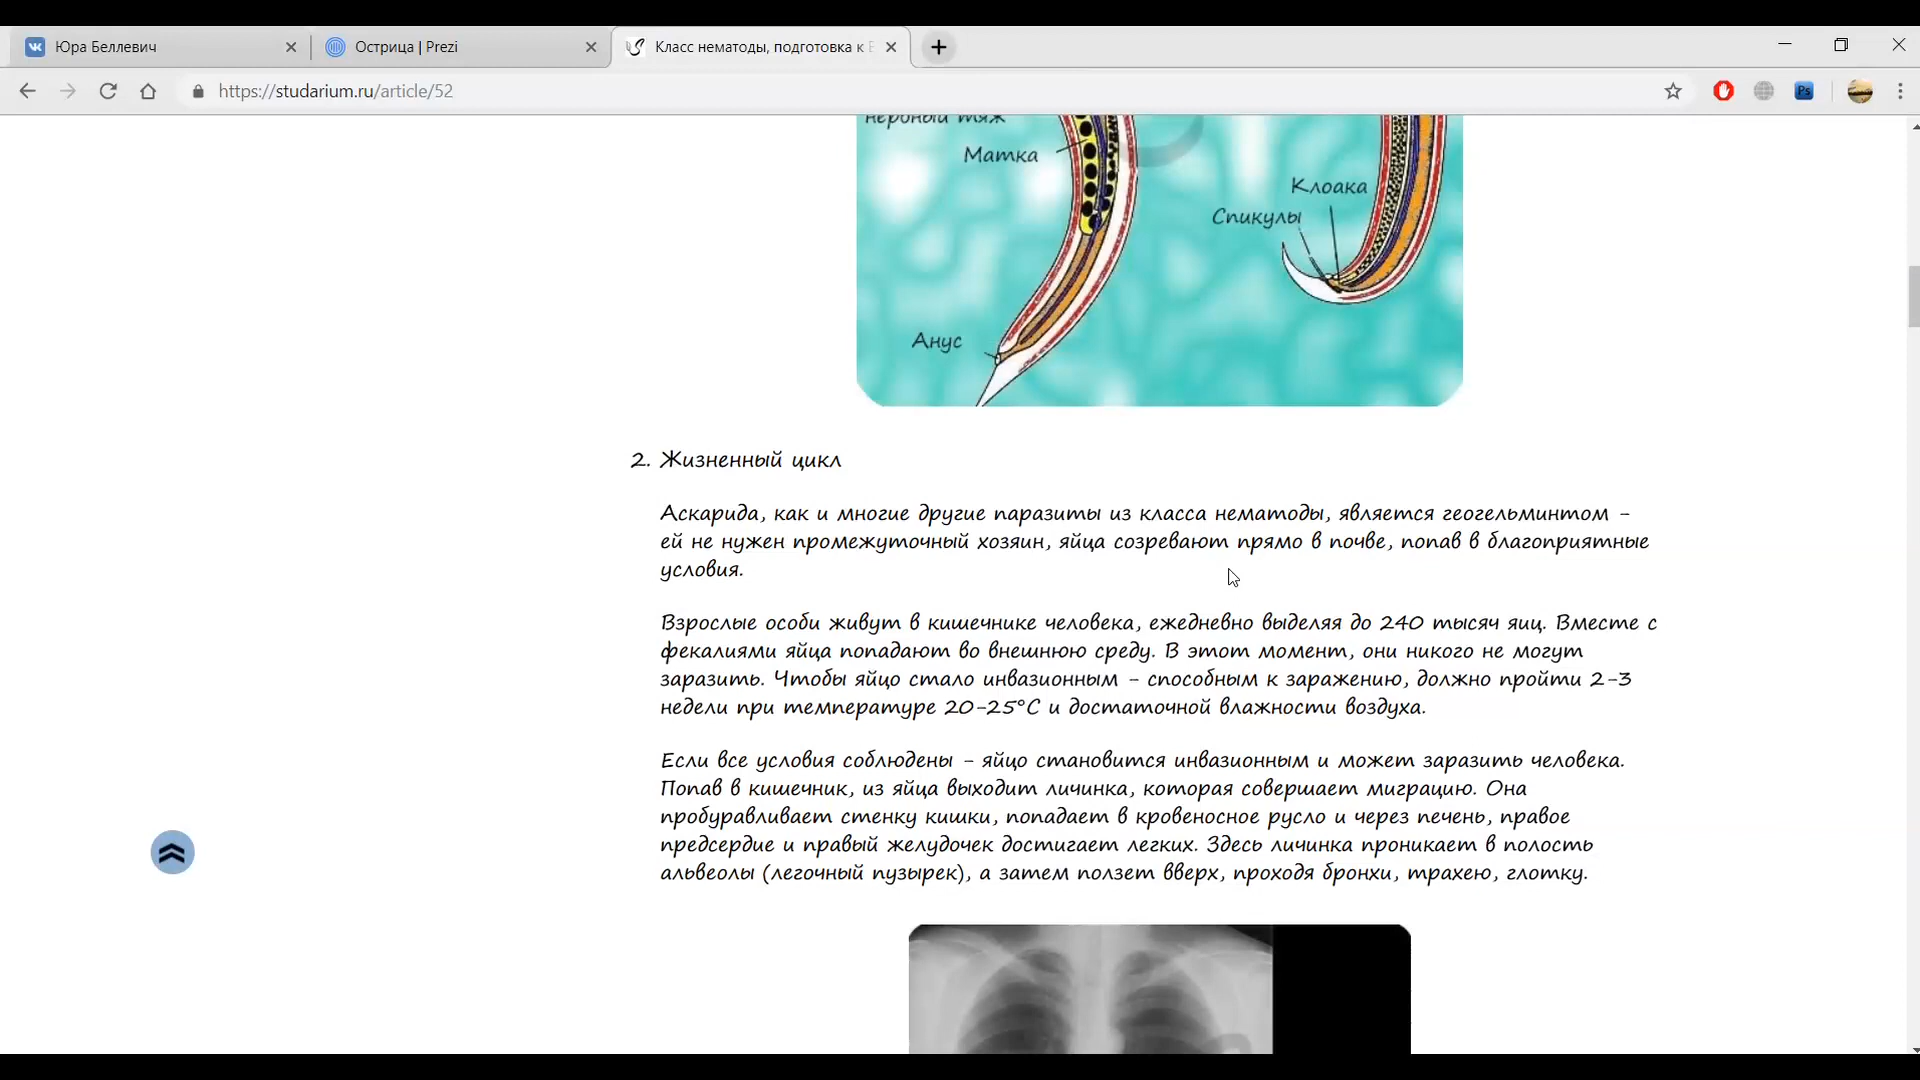 Юра Беллевич
Острица | Prezi
Класс нематоды, подготовка к Е
https://studarium.ru/article/52
Ps
нервный тяж
Матка
Клоака
Спикулы
Анус
2. Жизненный цикл
Аскарида, как и многие другие паразиты из класса нематоды, является геогельминтом -
ей не нужен промежуточный хозяин, яйца созревают прямо в почве, попав в благоприятные
условия.
Взрослые особи живут в кишечнике человека, ежедневно выделяя до 240 тысяч яиц. Вместе с
фекалиями яйца попадают во внешнюю среду. В этот момент, они никого не могут
заразить. Чтобы яйцо стало инвазионным - способным к заражению, должно пройти 2-3
недели при температуре 20-25°C и достаточной влажности воздуха.
Если все условия соблюдены - яйцо становится инвазионным и может заразить человека.
Попав в кишечник, из яйца выходит личинка, которая совершает миграцию. Она
пробуравливает стенку кишки, попадает в кровеносное русло и через печень, правое
предсердие и правый желудочек достигает легких. Здесь личинка проникает в полость
альвеолы (легочный пузырек), а затем ползет вверх, проходя бронхи, трахею, глотку.